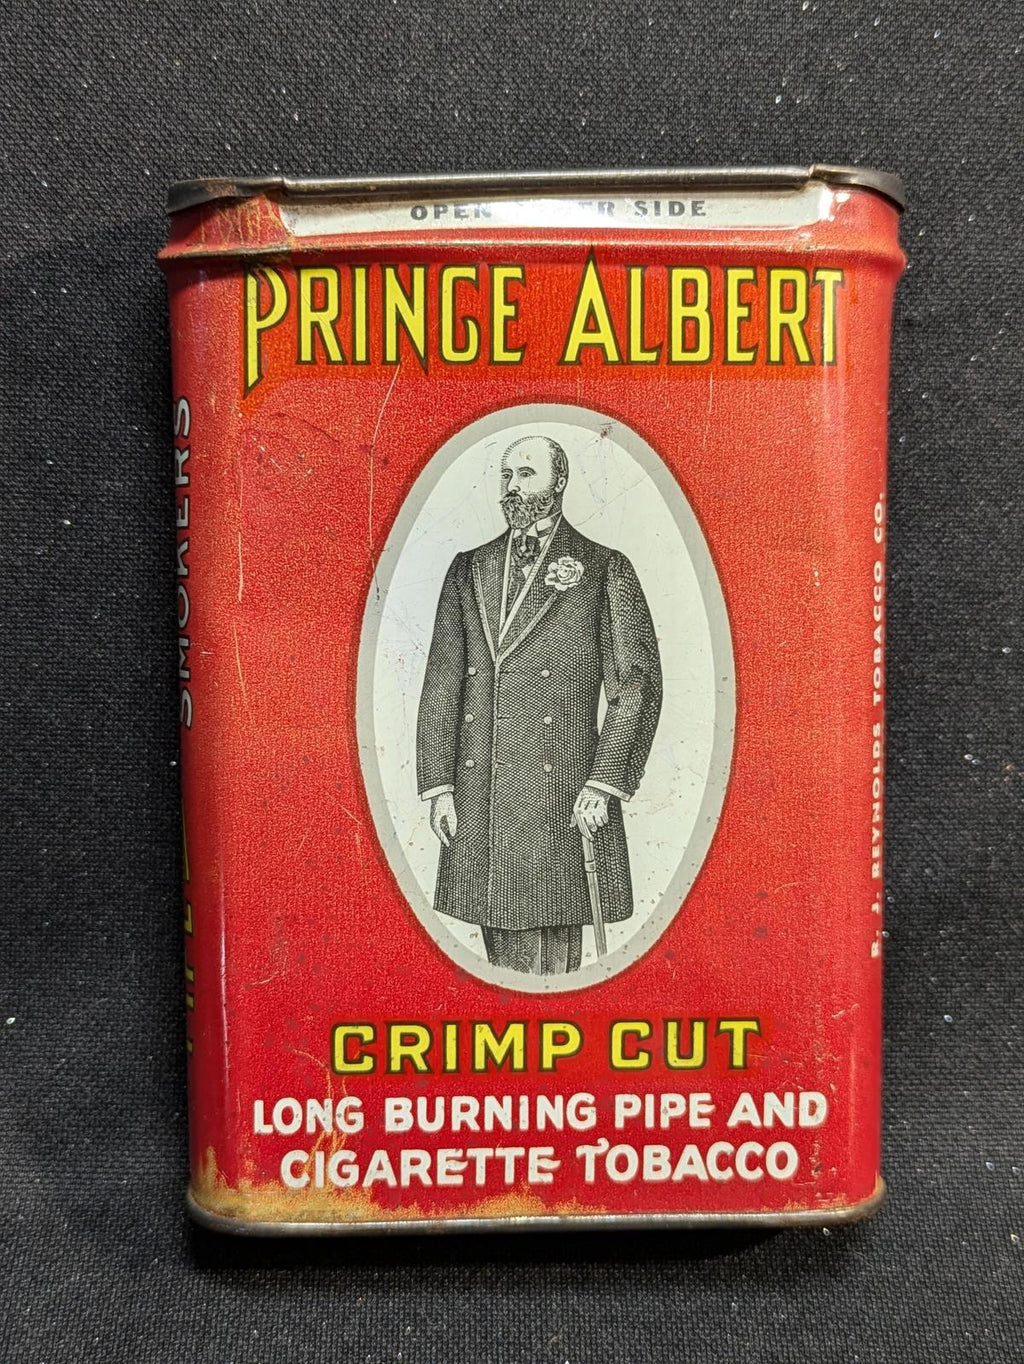 OPEN SIDE
PRINCE ALBERT
CRIMP CUT
LONG BURNING PIPE AND
CIGARETTE TOBACCO
SMOKERS
R. J. REYNOLDS TOBACCO CO.